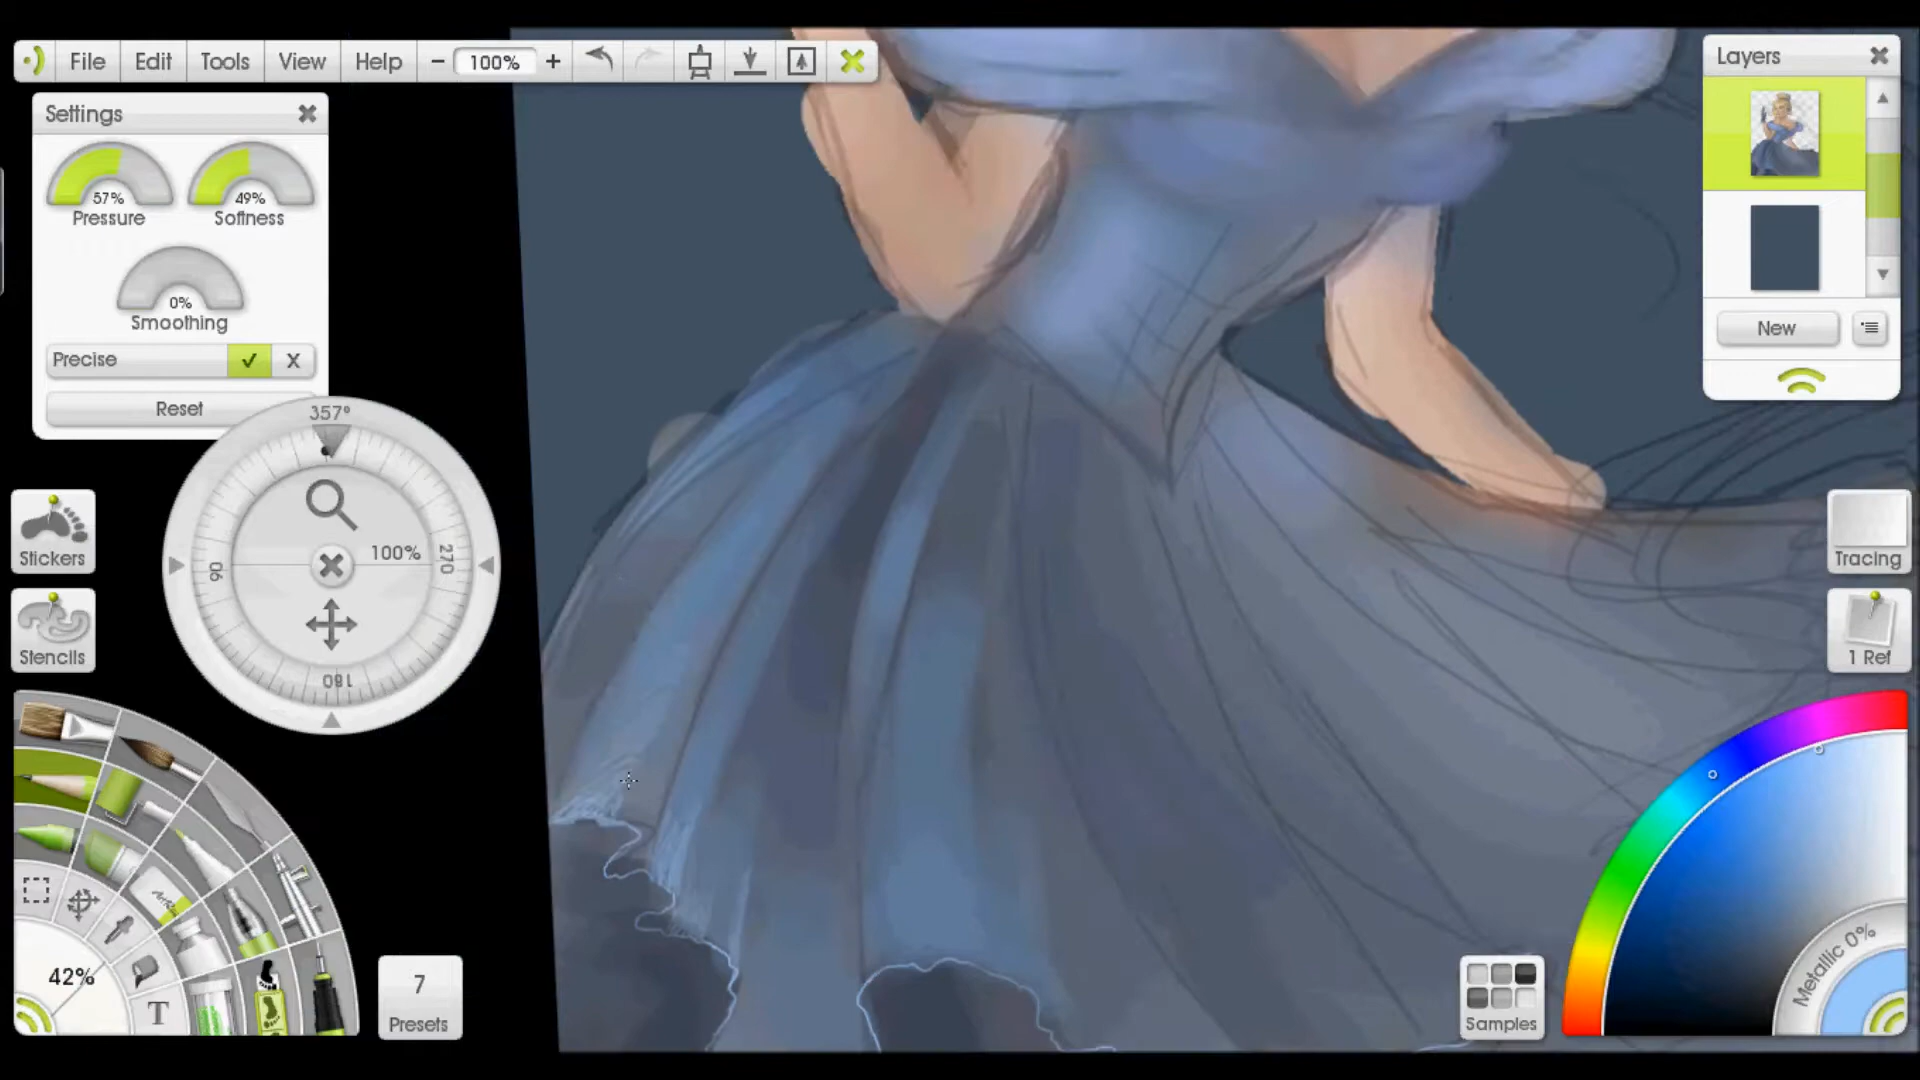 File Edit Tools View Help − 100% +
Settings
57% 49%
Pressure Softness
0%
Smoothing
Precise X
Reset
357°
100%
90
270
180
Stickers
Stencils
42%
T
7
Presets
Layers
New
Tracing
1 Ref
Metallic 0%
Samples